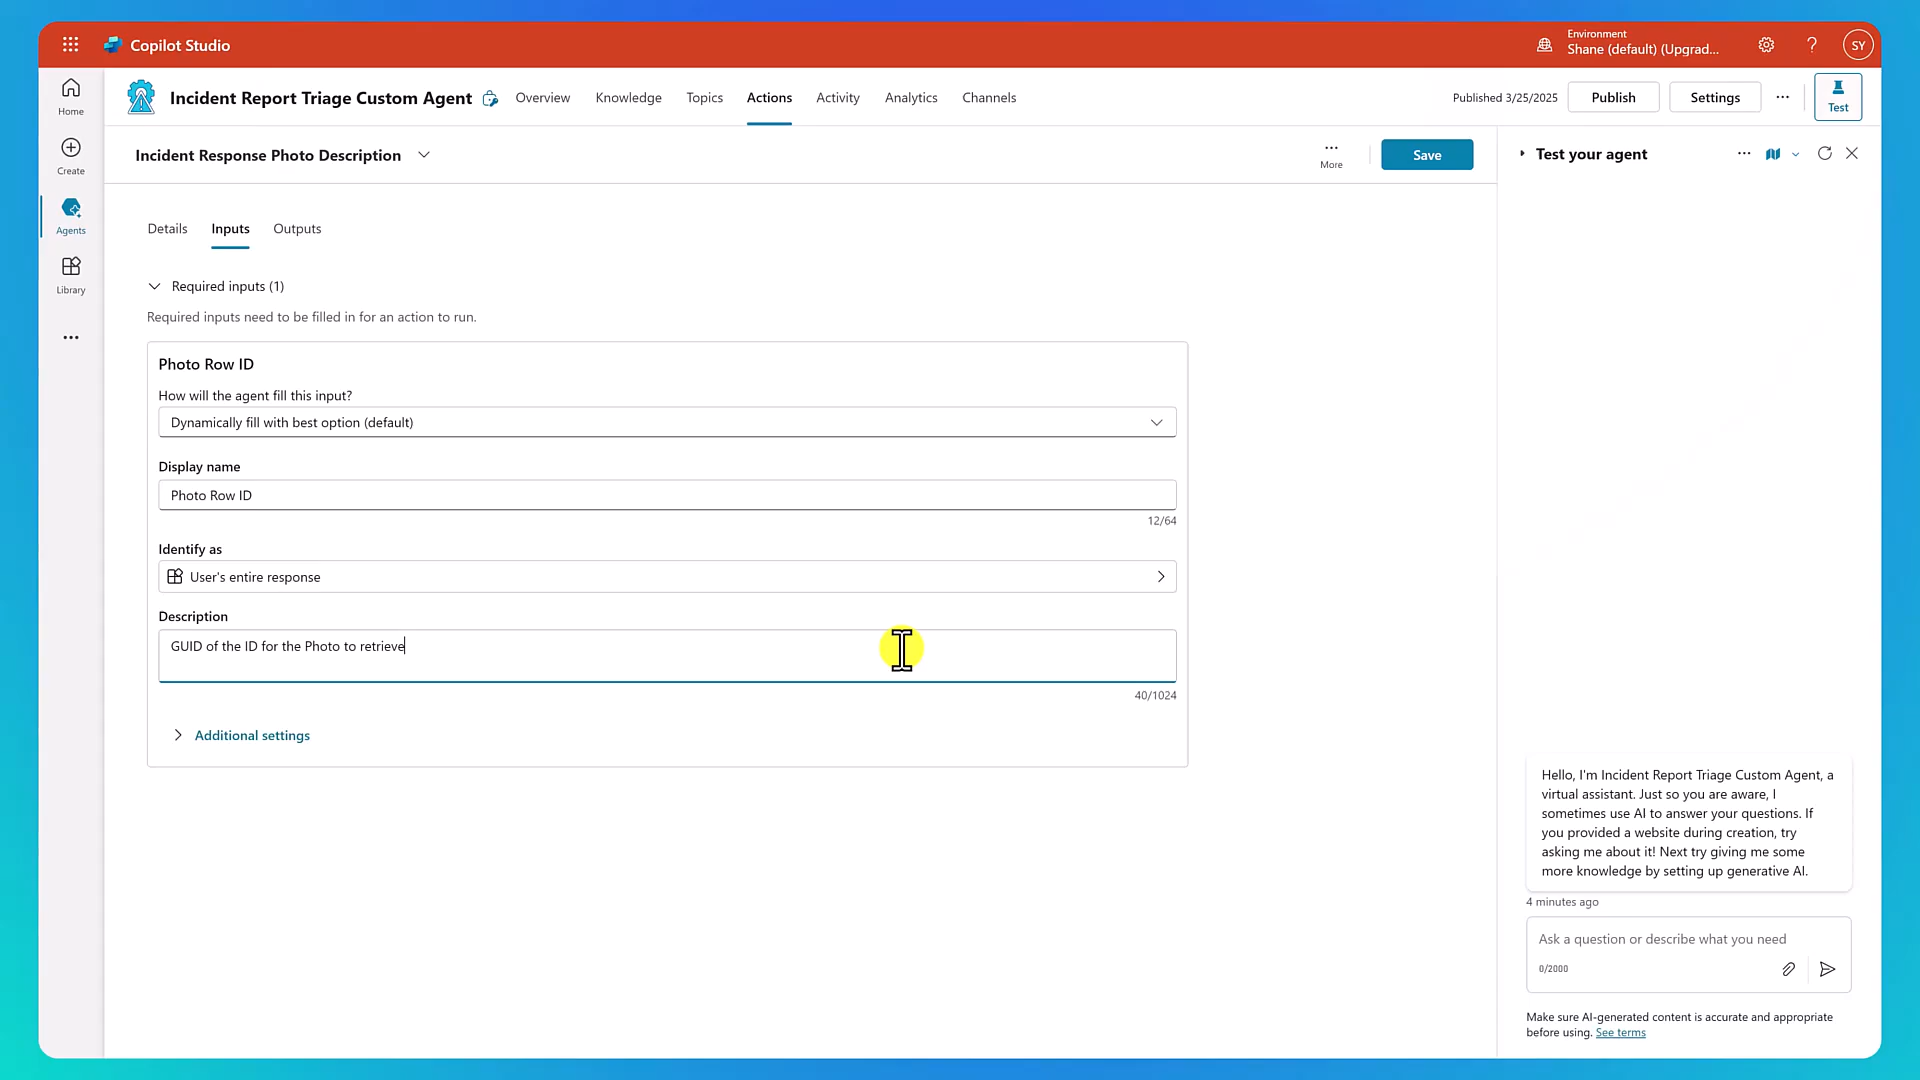 Copilot Studio
Environment
Shane (default) (Upgrad...
?
SY
Home
Create
Agents
Library
Incident Report Triage Custom Agent
Overview
Knowledge
Topics
Actions
Activity
Analytics
Channels
Published 3/25/2025
Publish
Settings
Test
Incident Response Photo Description
More
Save
Details
Inputs
Outputs
Required inputs (1)
Required inputs need to be filled in for an action to run.
Photo Row ID
How will the agent fill this input?
Dynamically fill with best option (default)
Display name
Photo Row ID
12/64
Identify as
User's entire response
Description
GUID of the ID for the Photo to retrieve
40/1024
Additional settings
Test your agent
Hello, I'm Incident Report Triage Custom Agent, a
virtual assistant. Just so you are aware, I
sometimes use AI to answer your questions. If
you provided a website during creation, try
asking me about it! Next try giving me some
more knowledge by setting up generative AI.
4 minutes ago
Ask a question or describe what you need
0/2000
Make sure AI-generated content is accurate and appropriate
before using. See terms